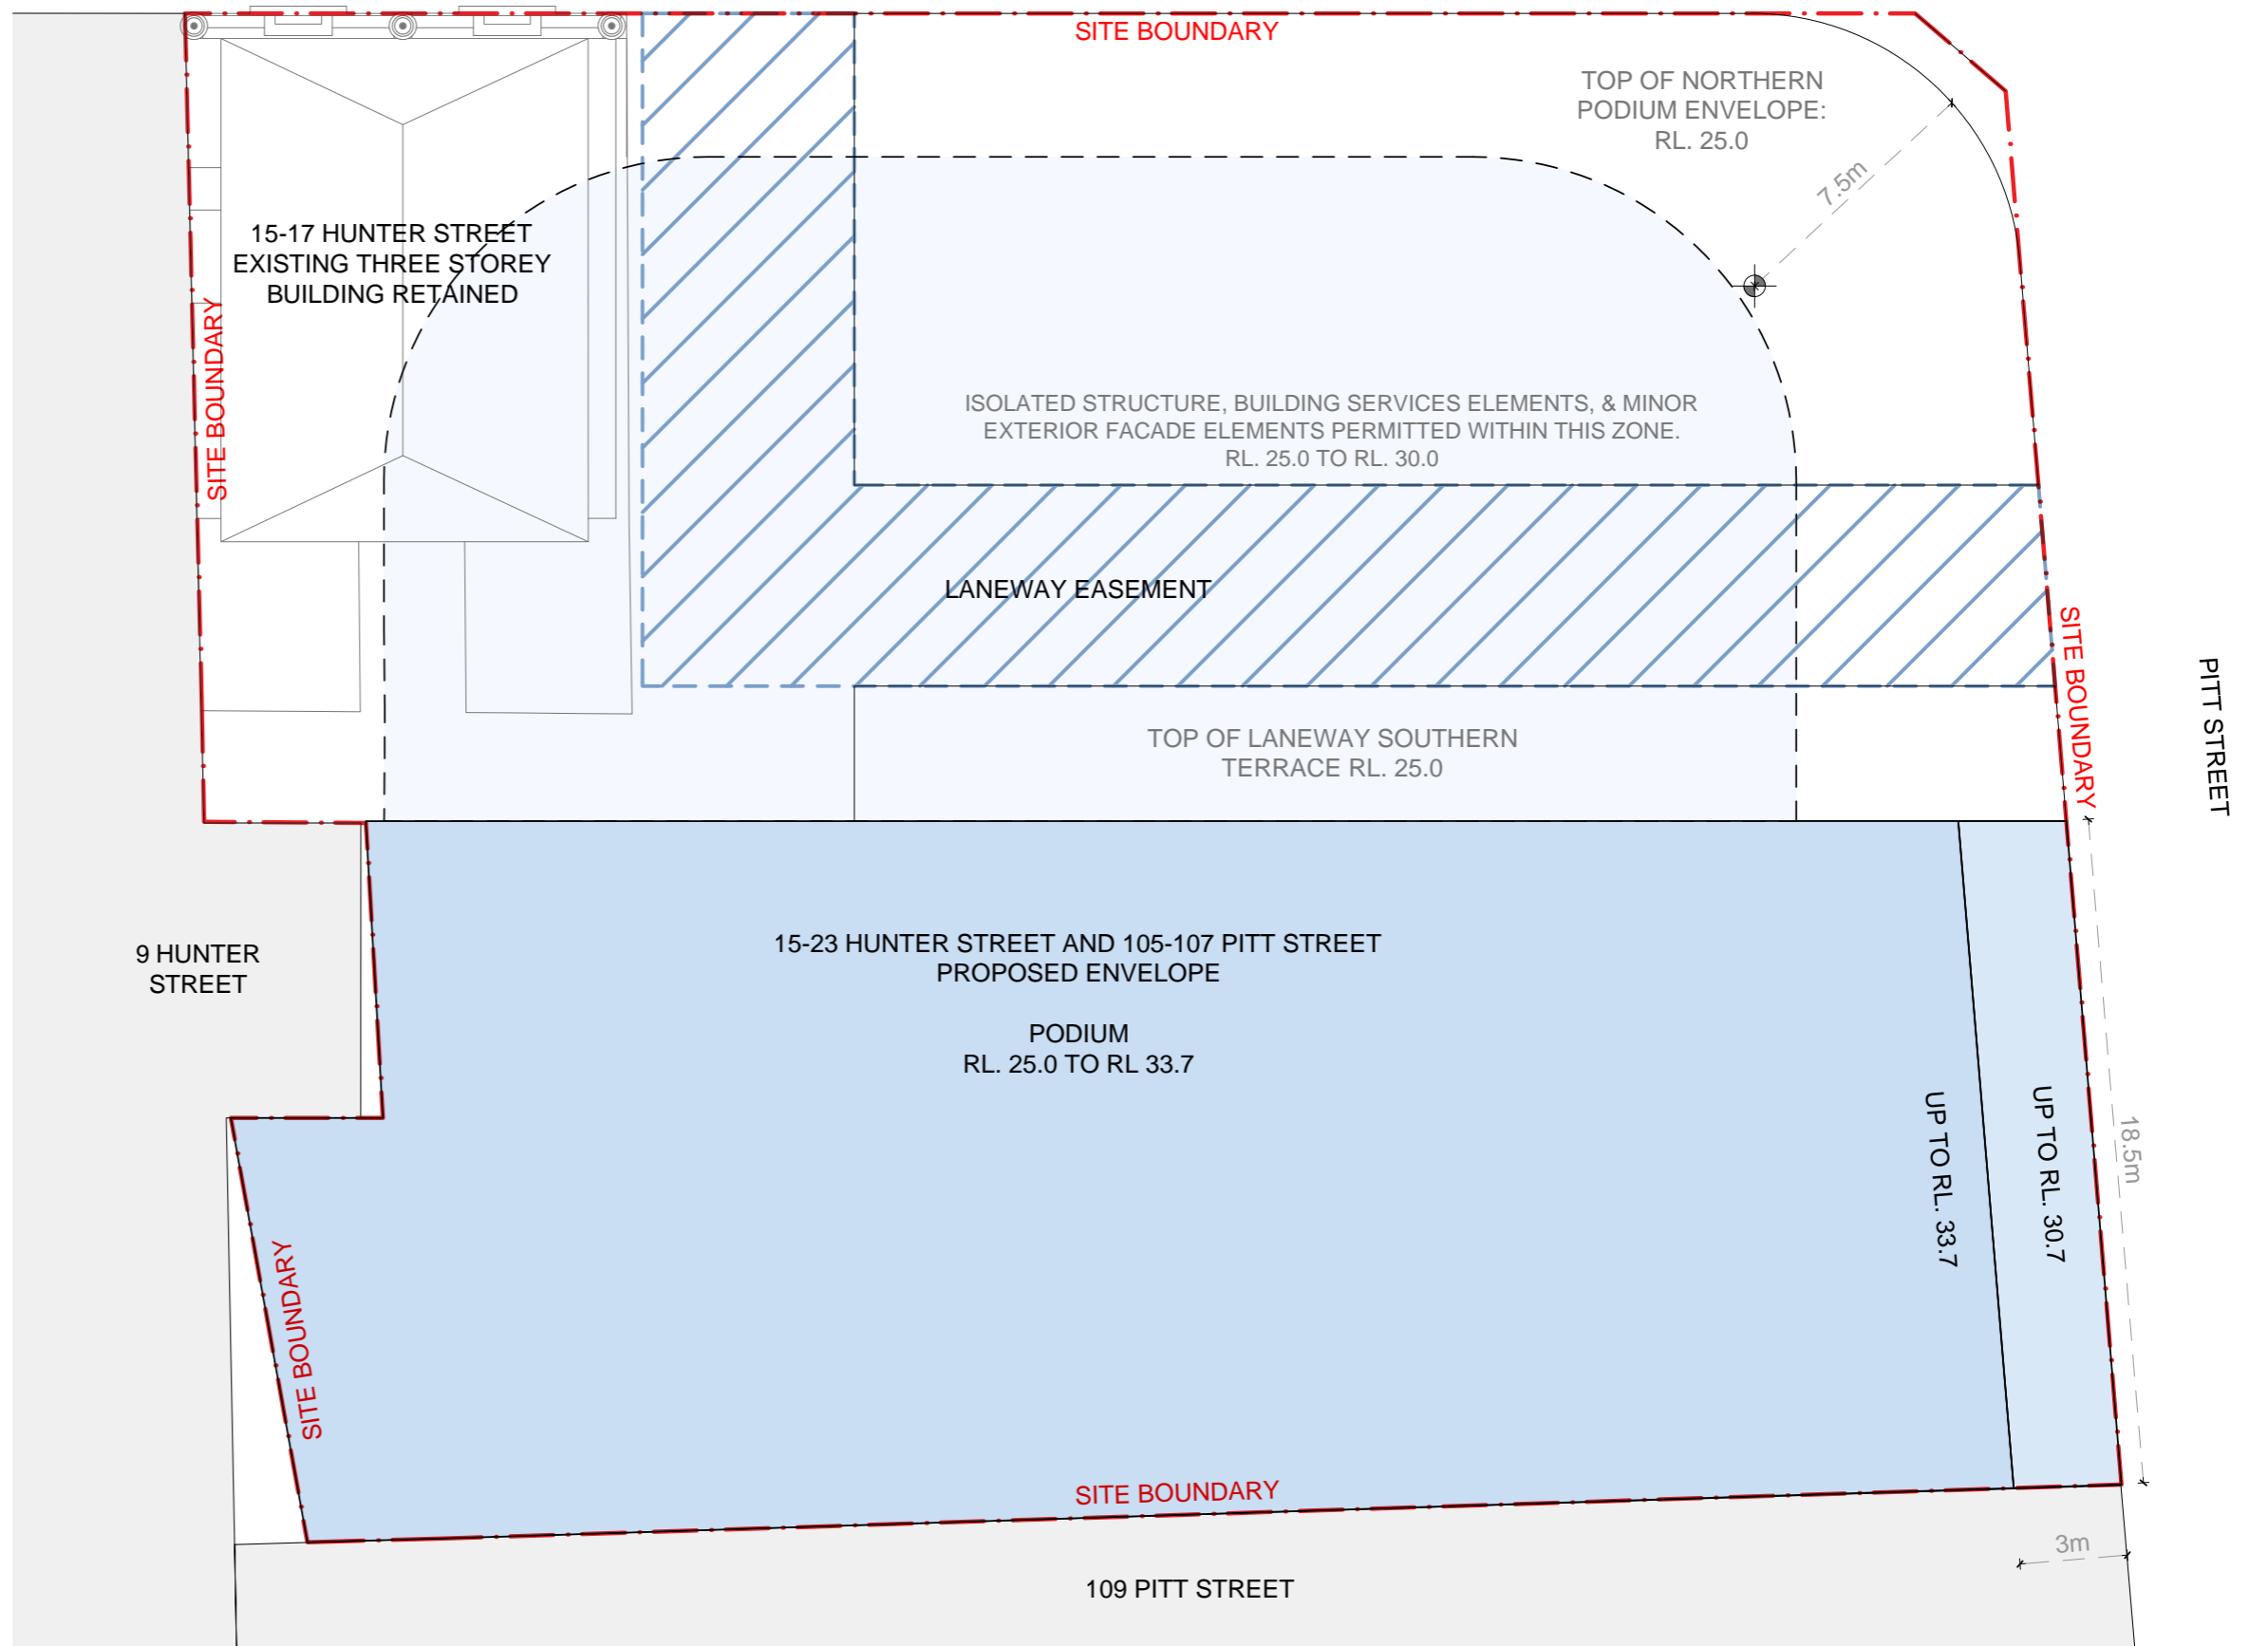 SITE BOUNDARY
TOP OF NORTHERN
PODIUM ENVELOPE:
RL. 25.0
7.5m
15-17 HUNTER STREET
EXISTING THREE STOREY
BUILDING RETAINED
SITE BOUNDARY
ISOLATED STRUCTURE, BUILDING SERVICES ELEMENTS, & MINOR
EXTERIOR FACADE ELEMENTS PERMITTED WITHIN THIS ZONE.
RL. 25.0 TO RL. 30.0
LANEWAY EASEMENT
SITE BOUNDARY
PITT STREET
TOP OF LANEWAY SOUTHERN
TERRACE RL. 25.0
9 HUNTER
STREET
15-23 HUNTER STREET AND 105-107 PITT STREET
PROPOSED ENVELOPE
PODIUM
RL. 25.0 TO RL 33.7
UP TO RL. 33.7
UP TO RL. 30.7
18.5m
SITE BOUNDARY
SITE BOUNDARY
3m
109 PITT STREET